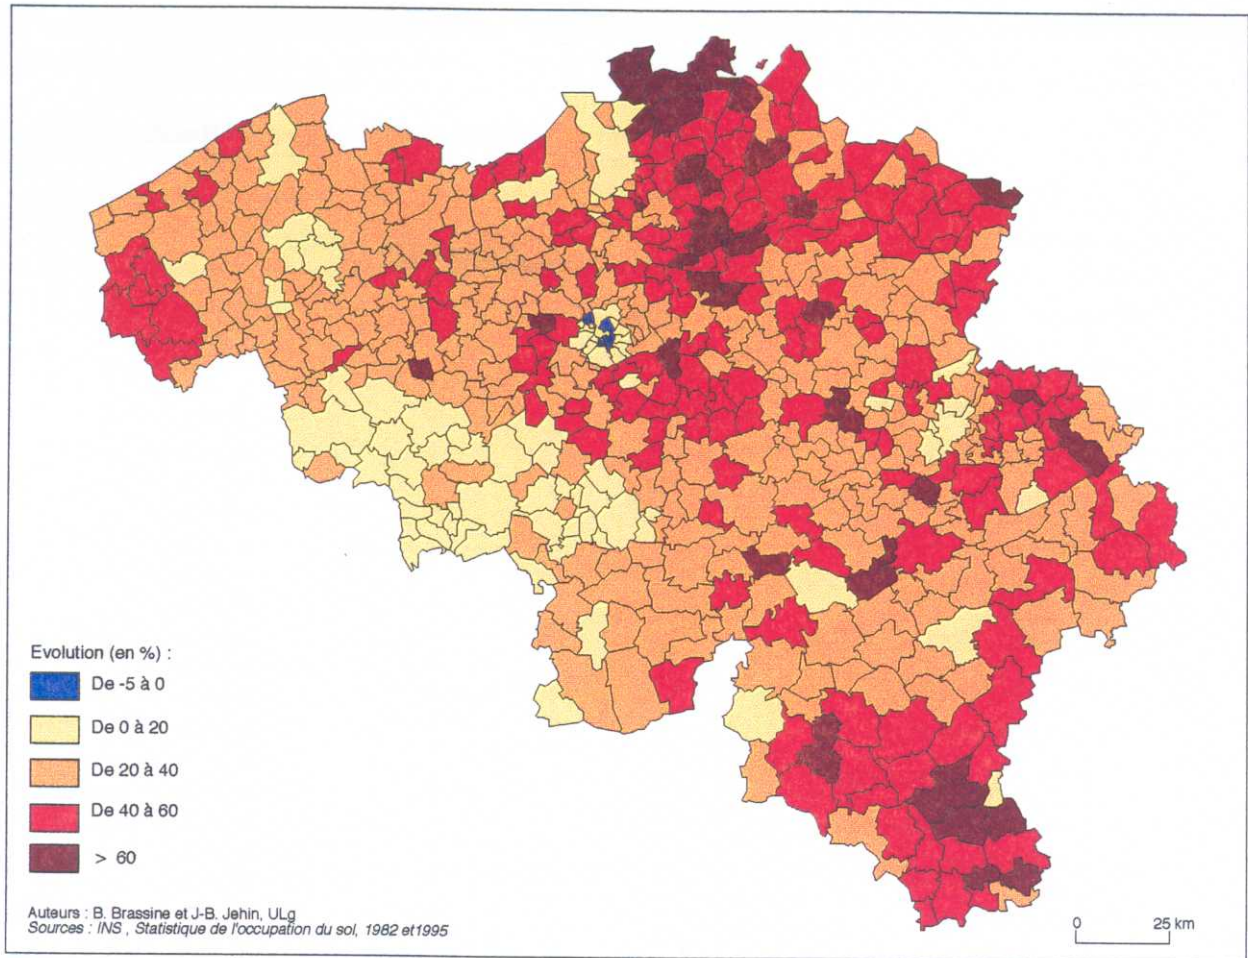 Evolution (en %) :
De -5 à 0
De 0 à 20
De 20 à 40
De 40 à 60
> 60
Auteurs : B. Brassine et J-B. Jehin, ULg
Sources : INS , Statistique de l'occupation du sol, 1982 et1995
0 25 km